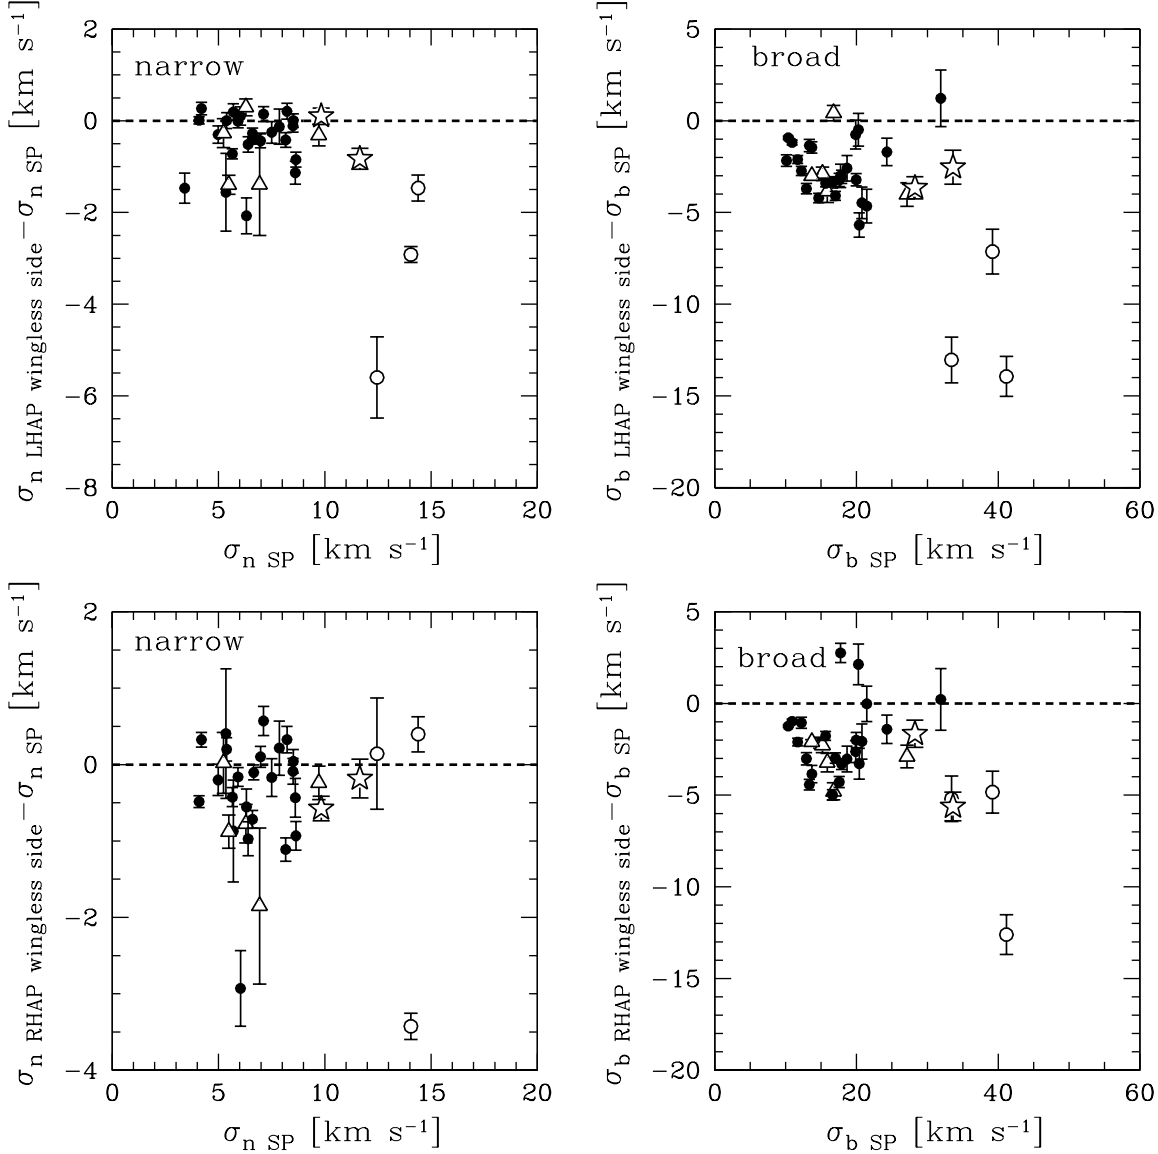 narrow
2
0
−2
−4
−6
−8
0 5 10 15 20
σn LHAP wingless side−σn SP [km s−1]
σn SP [km s−1]
broad
5
0
−5
−10
−15
−20
0 20 40 60
σb LHAP wingless side−σb SP [km s−1]
σb SP [km s−1]
narrow
2
0
−2
−4
0 5 10 15 20
σn RHAP wingless side−σn SP [km s−1]
σn SP [km s−1]
broad
5
0
−5
−10
−15
−20
0 20 40 60
σb RHAP wingless side−σb SP [km s−1]
σb SP [km s−1]